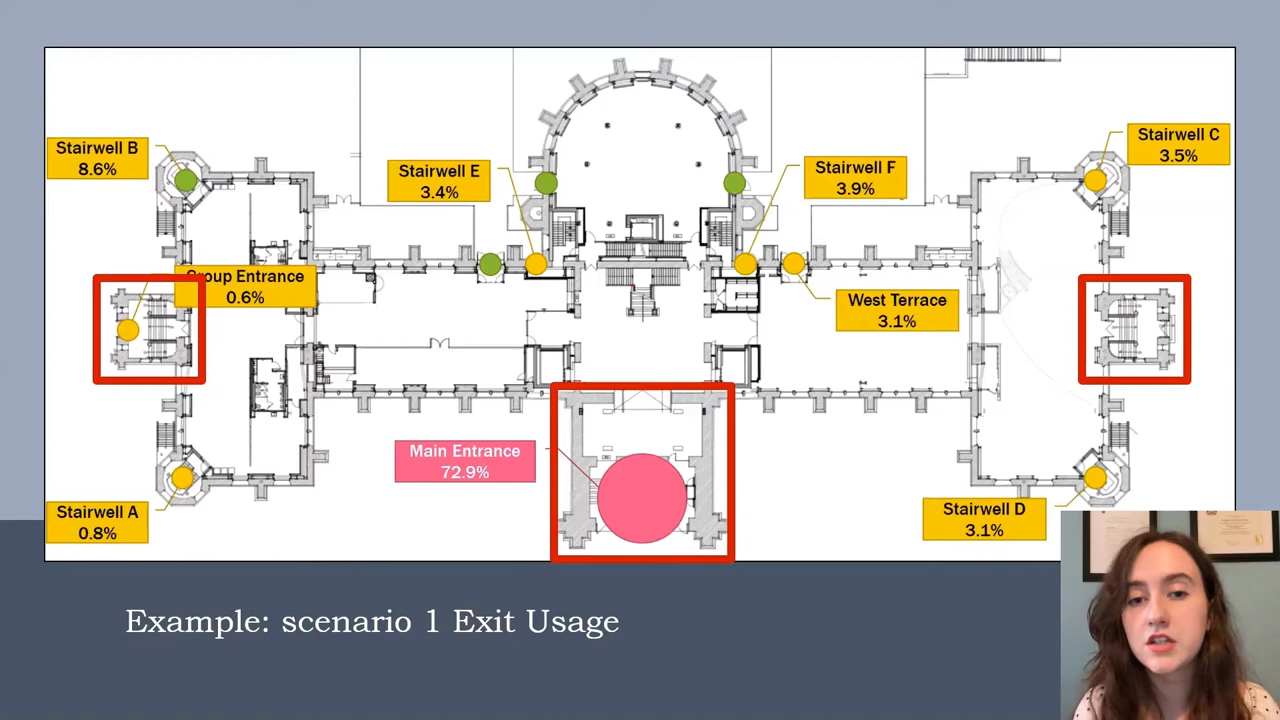 Stairwell B
8.6%
Stairwell C
3.5%
Stairwell E
3.4%
Stairwell F
3.9%
Group Entrance
0.6%
West Terrace
3.1%
Main Entrance
72.9%
Stairwell A
0.8%
Stairwell D
3.1%
Example: scenario 1 Exit Usage